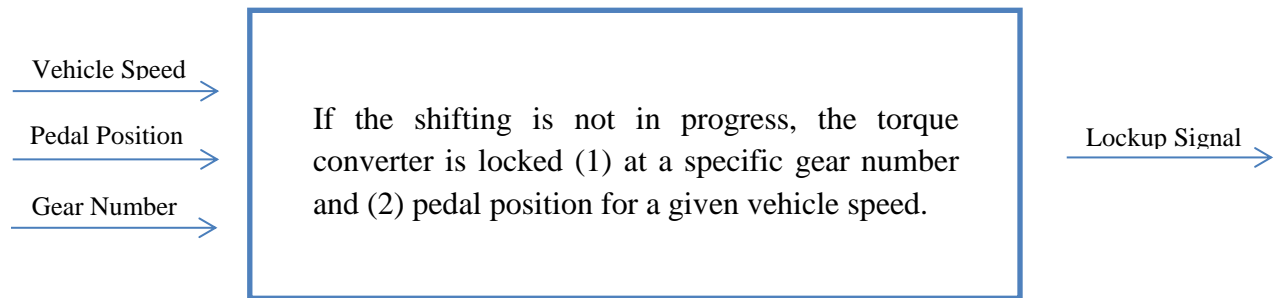 Vehicle Speed
Pedal Position
Gear Number
If the shifting is not in progress, the torque
converter is locked (1) at a specific gear number
and (2) pedal position for a given vehicle speed.
Lockup Signal